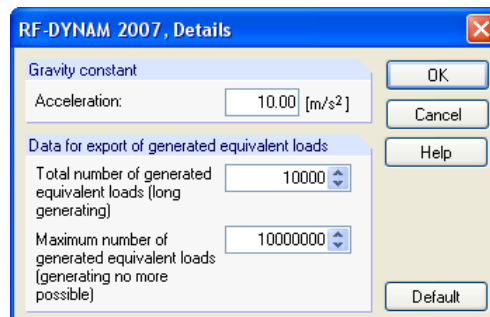 RF-DYNAM 2007, Details
Gravity constant
Acceleration:
10.00 [m/s²]
OK
Cancel
Help
Data for export of generated equivalent loads
Total number of generated
equivalent loads (long
generating)
10000
Maximum number of
generated equivalent loads
(generating no more
possible)
10000000
Default